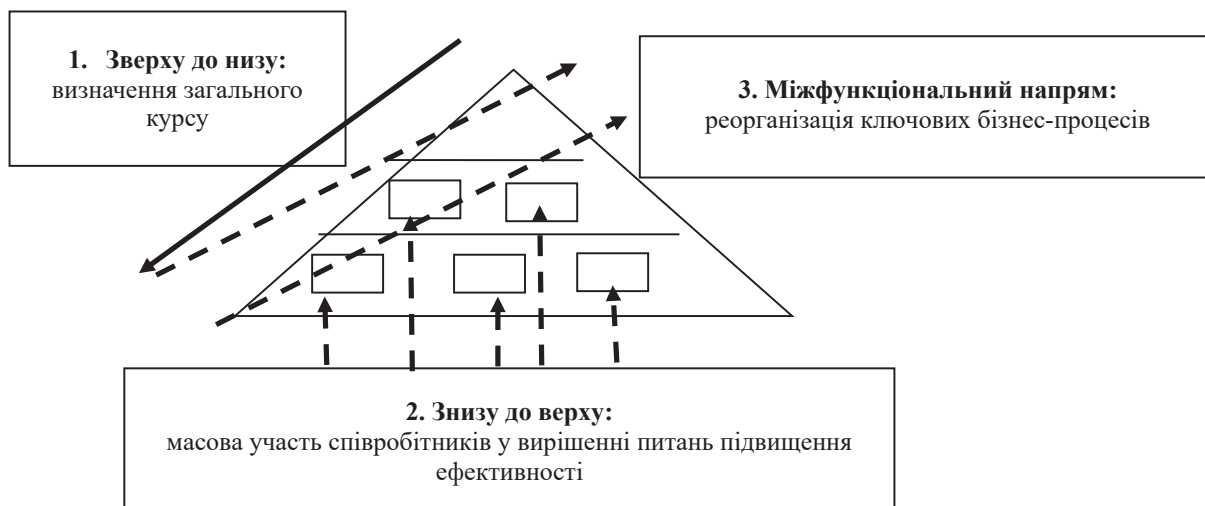 1. Зверху до низу:
визначення загального
курсу
3. Міжфункціональний напрям:
реорганізація ключових бізнес-процесів
2. Знизу до верху:
масова участь співробітників у вирішенні питань підвищення
ефективності